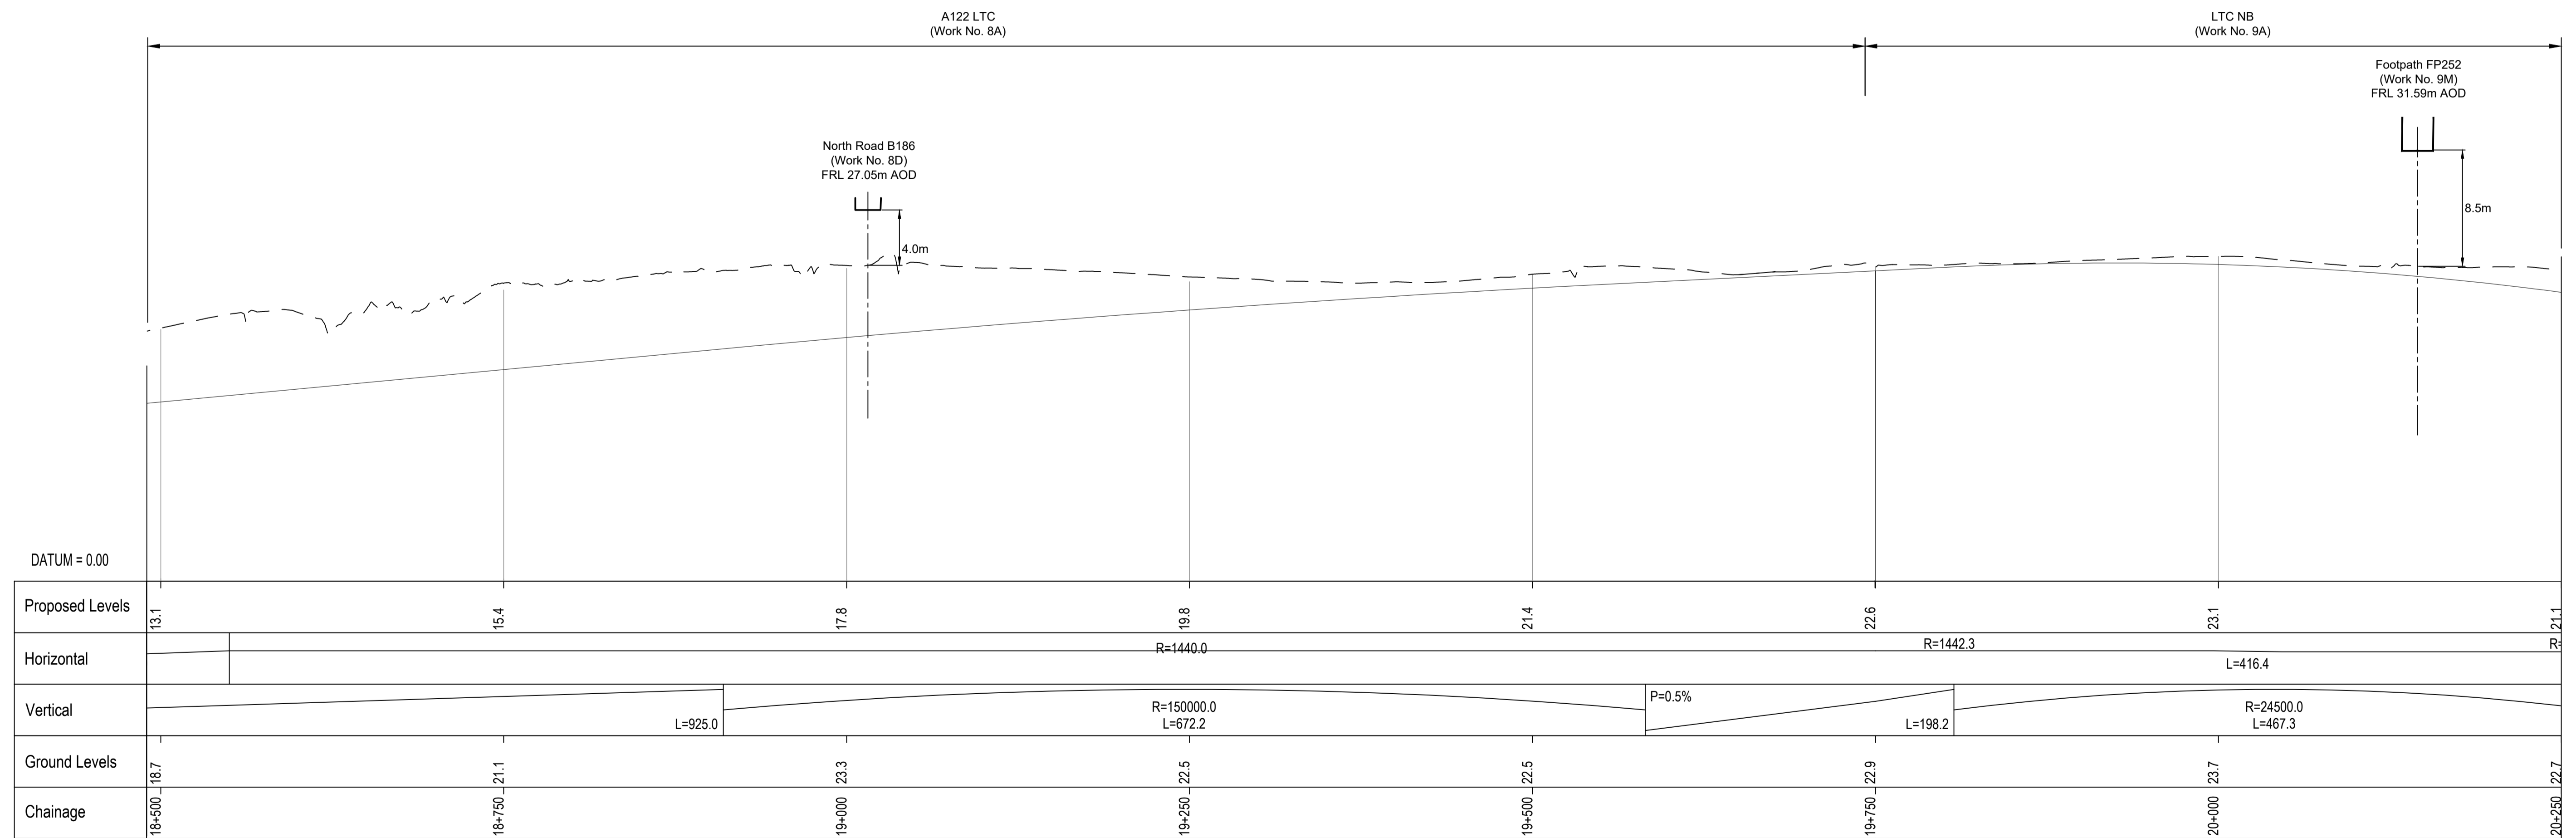 A122 LTC
(Work No. 8A)
LTC NB
(Work No. 9A)
Footpath FP252
(Work No. 9M)
FRL 31.59m AOD
North Road B186
(Work No. 8D)
FRL 27.05m AOD
8.5m
4.0m
DATUM = 0.00
Proposed Levels 13.1 15.4 17.8 19.8 21.4 22.6 23.1 21.1
Horizontal R=1440.0 R=1442.3 L=416.4 R=
Vertical L=925.0 R=150000.0 L=672.2 P=0.5% L=198.2 R=24500.0 L=467.3
Ground Levels 18.7 21.1 23.3 22.5 22.5 22.9 23.7 22.7
Chainage 18+500 18+750 19+000 19+250 19+500 19+750 20+000 20+250